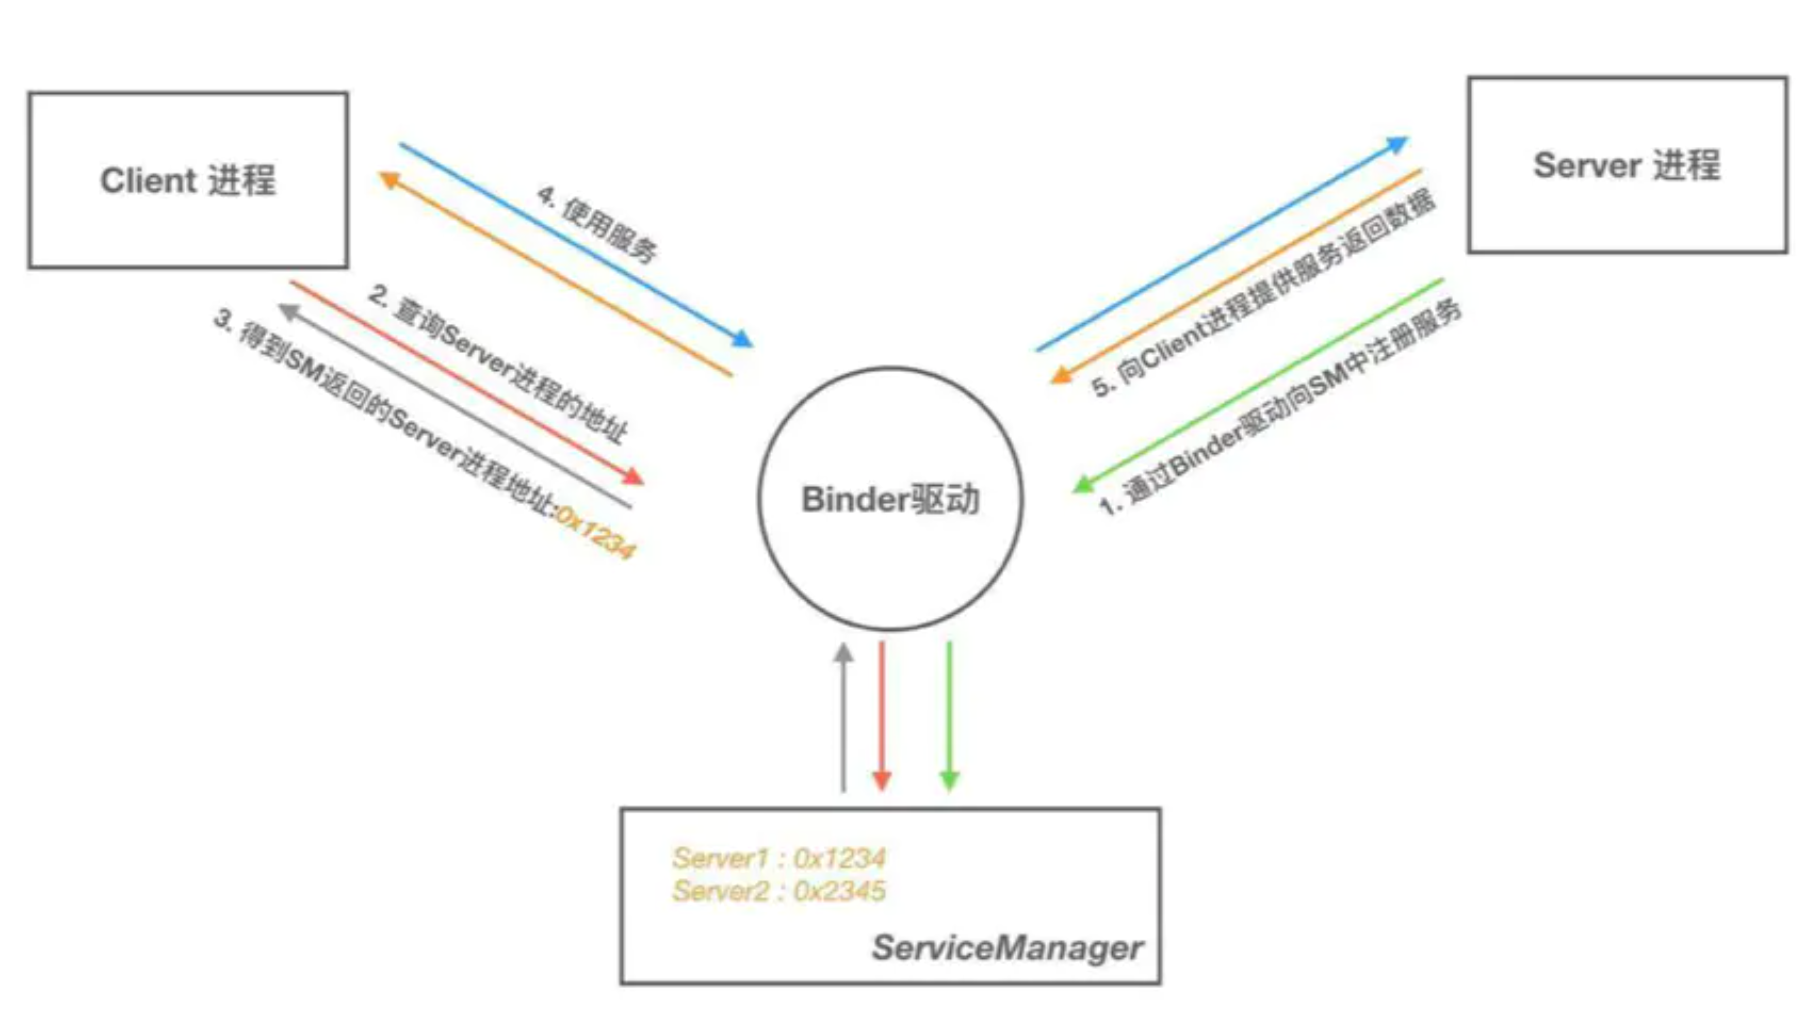 Client 进程
Server 进程
4. 使用服务
2. 查询Server进程的地址
3. 得到SM返回的Server进程地址:0x1234
5. 向Client进程提供服务返回数据
1. 通过Binder驱动向SM中注册服务
Binder驱动
Server1 : 0x1234
Server2 : 0x2345
ServiceManager